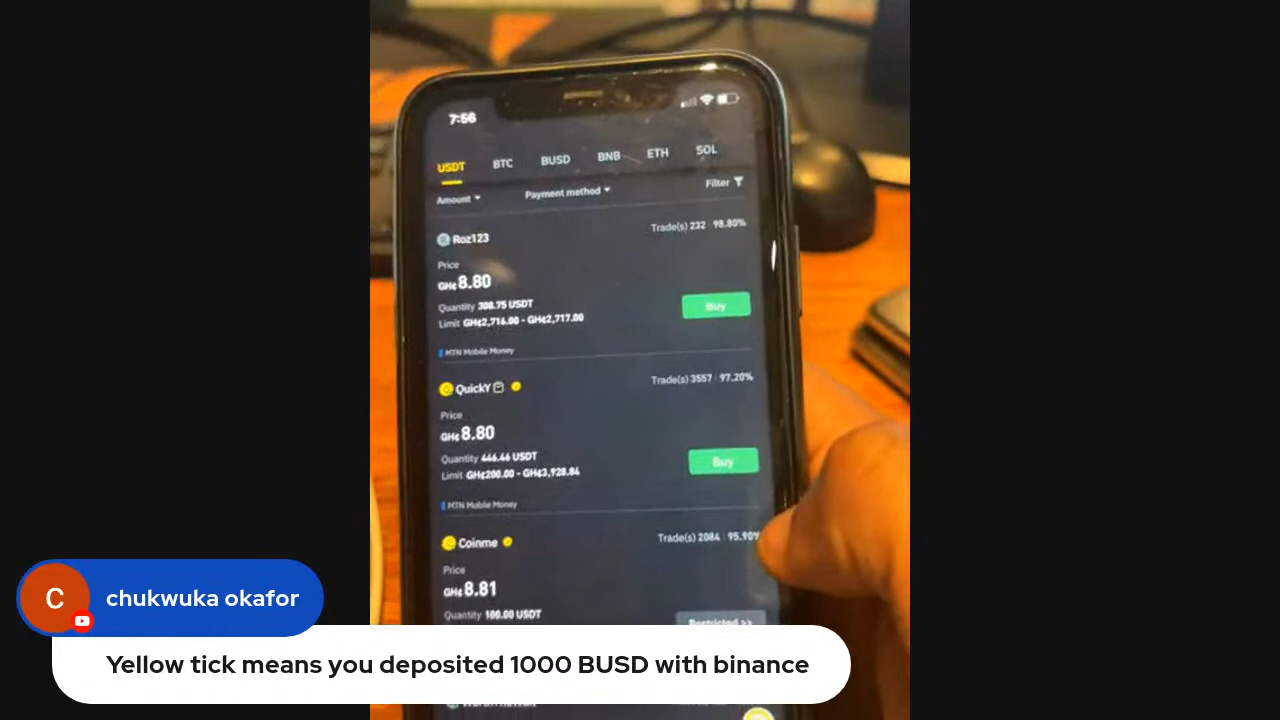 7:56
USDT BTC BUSD BNB ETH SOL
Amount Payment method Filter
Roz123 Trade(s) 232 98.80%
Price
GH¢8.80
Quantity 308.75 USDT
Buy
Limit GH¢2,716.00 - GH¢2,717.00
MTN Mobile Money
QuickY Trade(s) 3557 97.20%
Price
GH¢8.80
Quantity 446.46 USDT
Buy
Limit GH¢200.00 - GH¢3,928.84
MTN Mobile Money
Coinme Trade(s) 2084 95.90%
Price
GH¢8.81
Quantity 100.00 USDT
Restricted >>
C
chukwuka okafor
Yellow tick means you deposited 1000 BUSD with binance